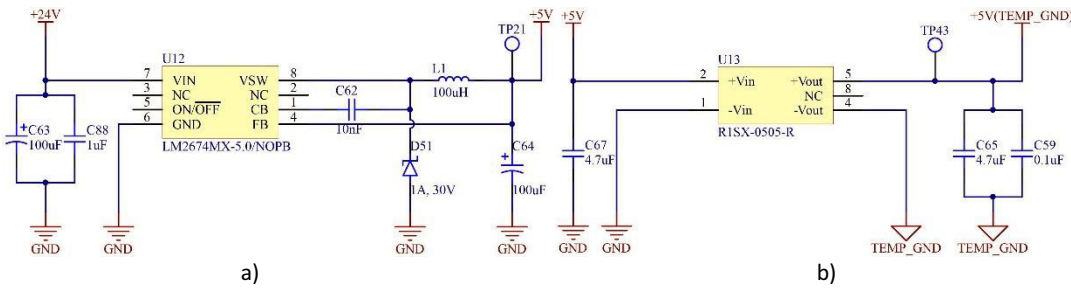 +24V
+5V
TP21
U12
7 VIN VSW 8
3 NC NC 2
5 ON/OFF CB 1
6 GND FB 4
LM2674MX-5.0/NOPB
L1
100uH
C62
10nF
C63
100uF
C88
1uF
D51
1A, 30V
C64
100uF
GND
GND
GND
GND
a)
+5V
TP43
+5V(TEMP_GND)
U13
2 +Vin +Vout 5
NC 8
1 -Vin -Vout 4
R1SX-0505-R
C67
4.7uF
C65
4.7uF
C59
0.1uF
GND
GND
TEMP_GND
TEMP_GND
b)